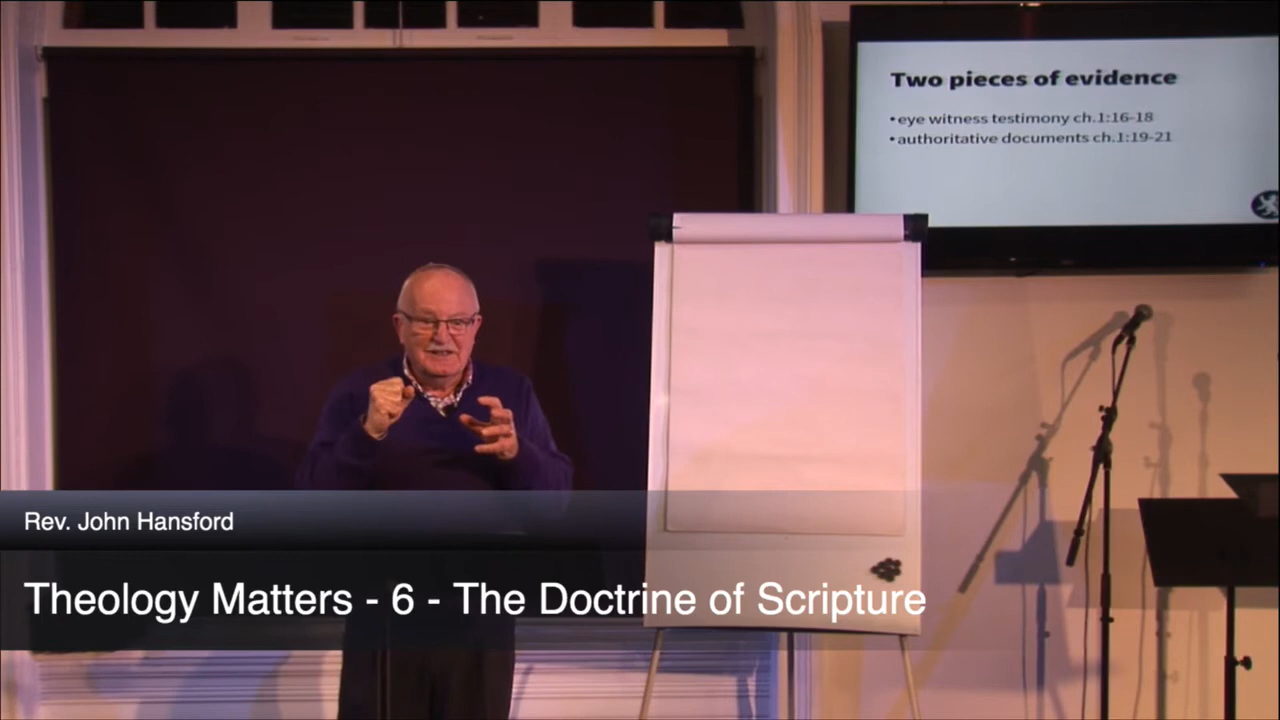 Two pieces of evidence
•eye witness testimony ch.1:16-18
•authoritative documents ch.1:19-21
Rev. John Hansford
Theology Matters - 6 - The Doctrine of Scripture